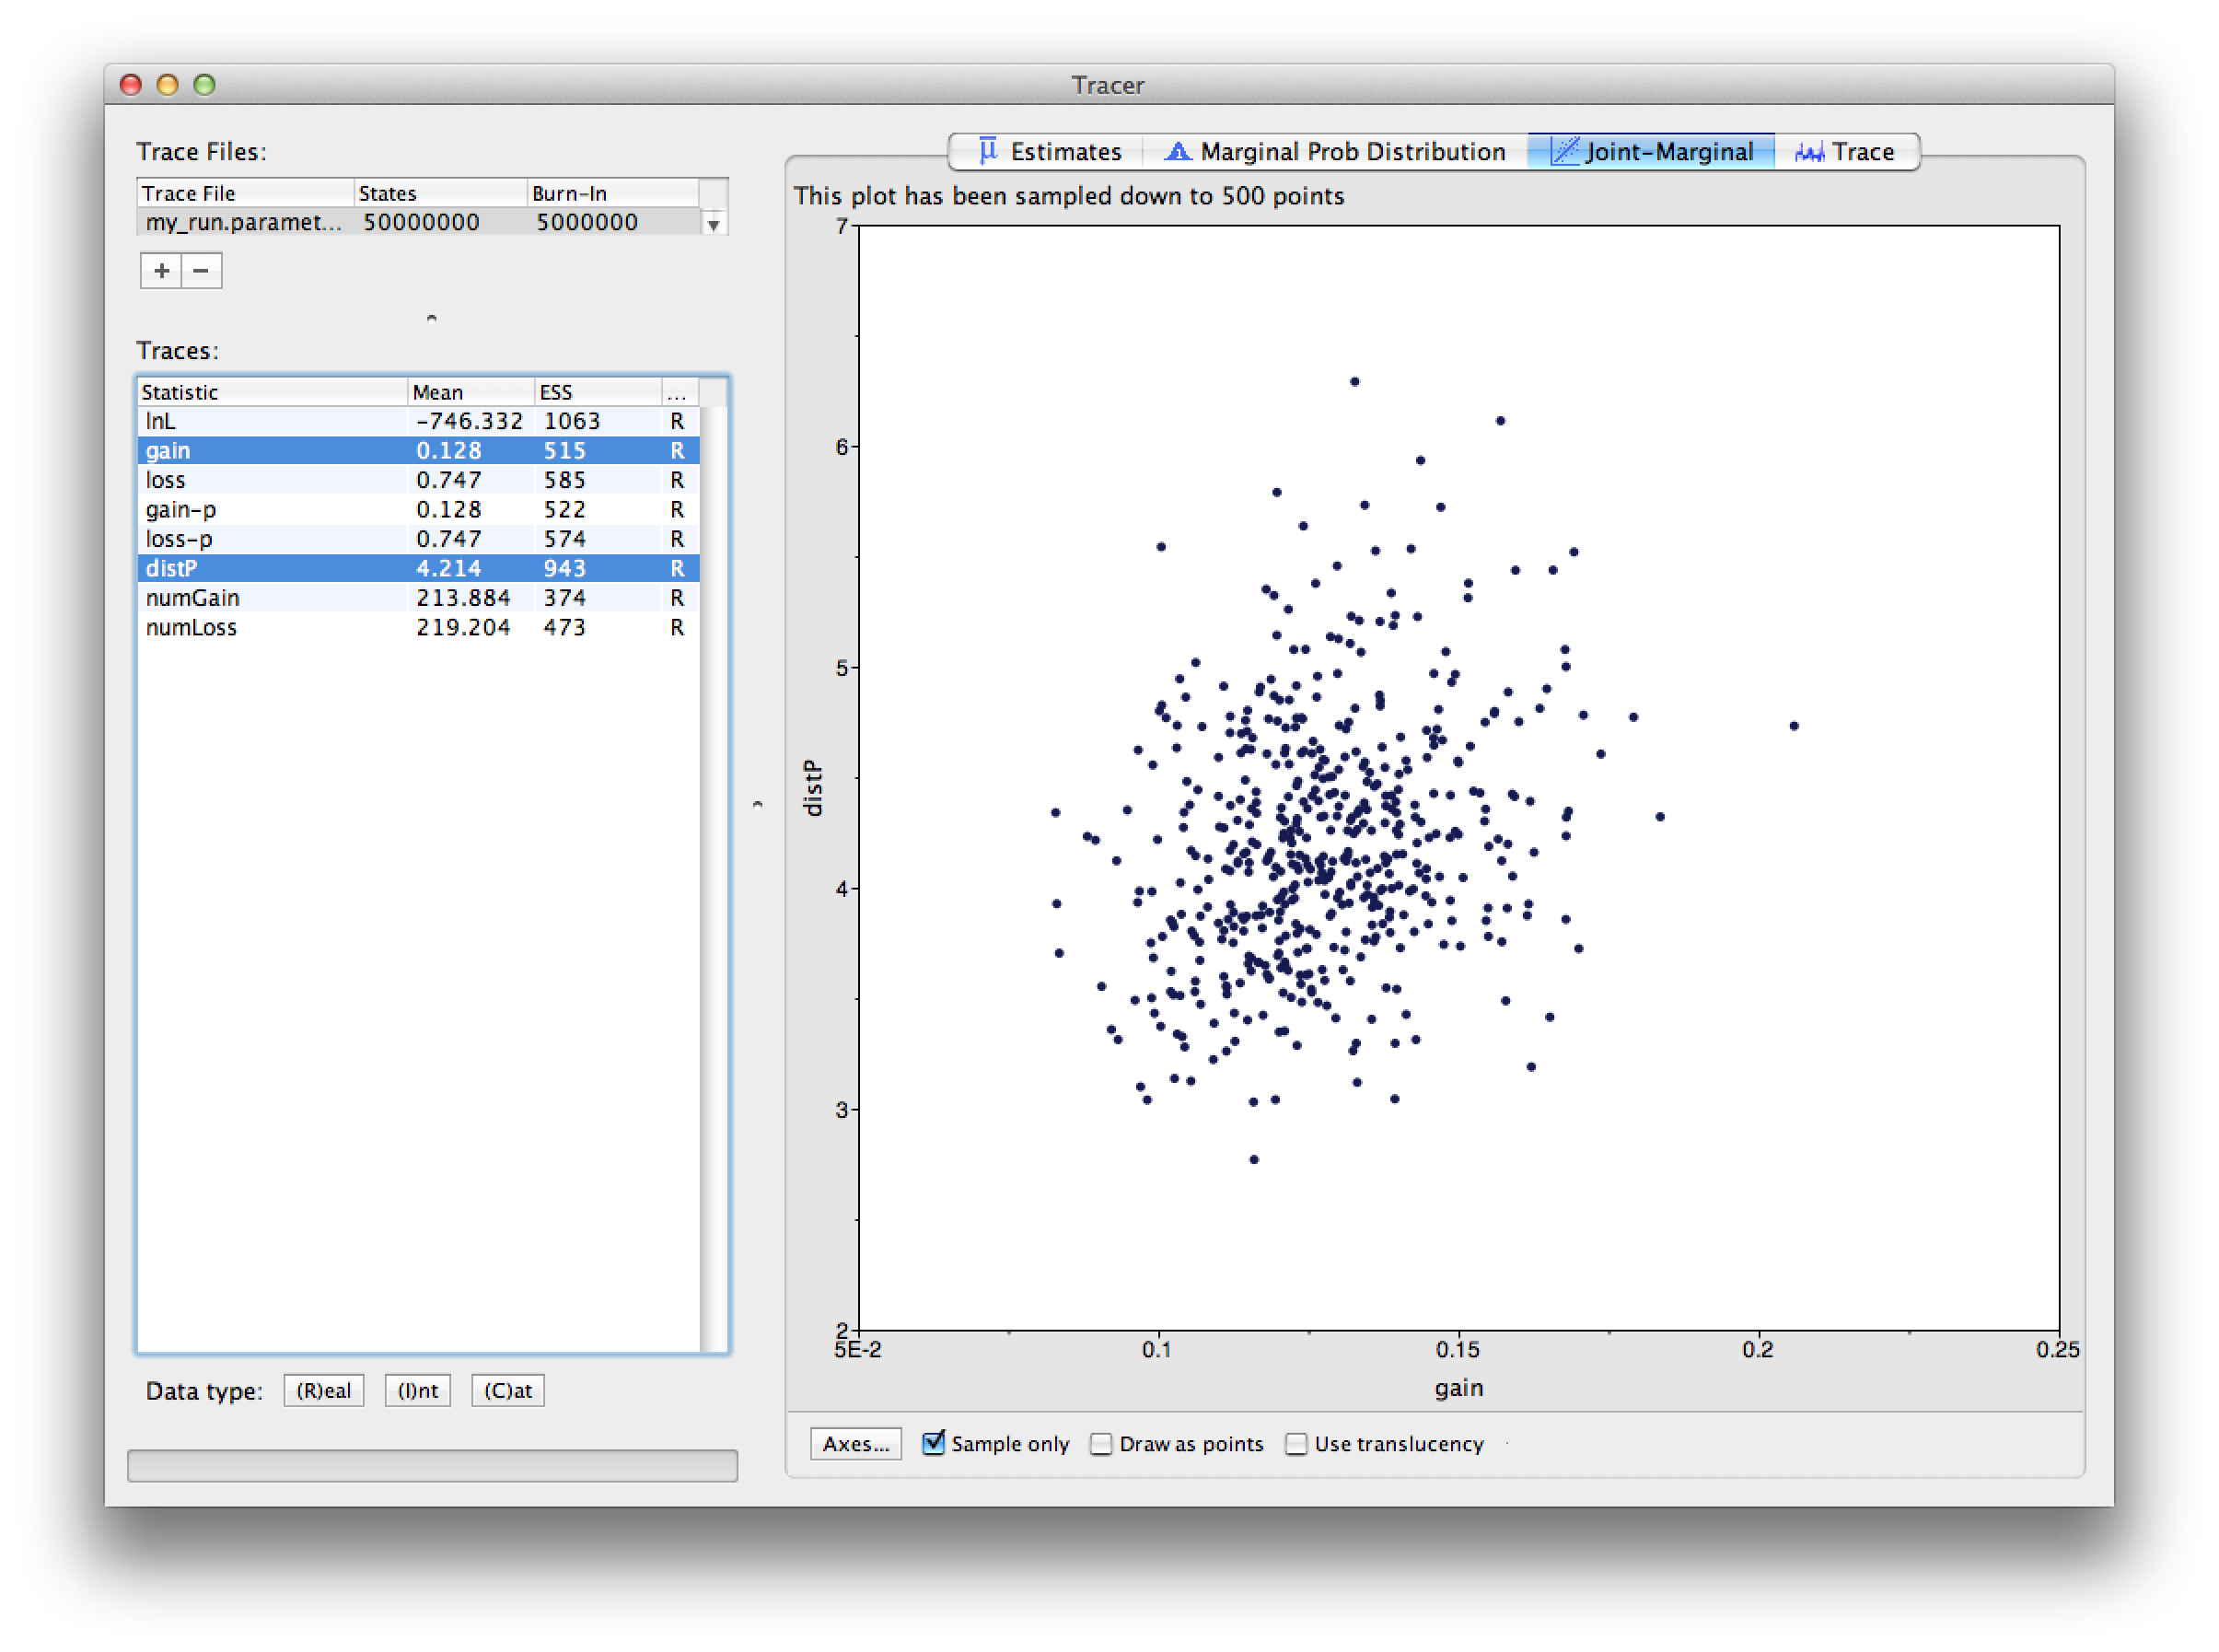 Tracer
Trace Files:
Trace File States Burn-In
my_run.paramet... 50000000 5000000
+ −
Traces:
Statistic Mean ESS ...
lnL -746.332 1063 R
gain 0.128 515 R
loss 0.747 585 R
gain-p 0.128 522 R
loss-p 0.747 574 R
distP 4.214 943 R
numGain 213.884 374 R
numLoss 219.204 473 R
Data type: (R)eal (I)nt (C)at
Estimates Marginal Prob Distribution Joint-Marginal Trace
This plot has been sampled down to 500 points
7
6
5
distP
4
3
2
5E-2 0.1 0.15 0.2 0.25
gain
Axes... Sample only Draw as points Use translucency